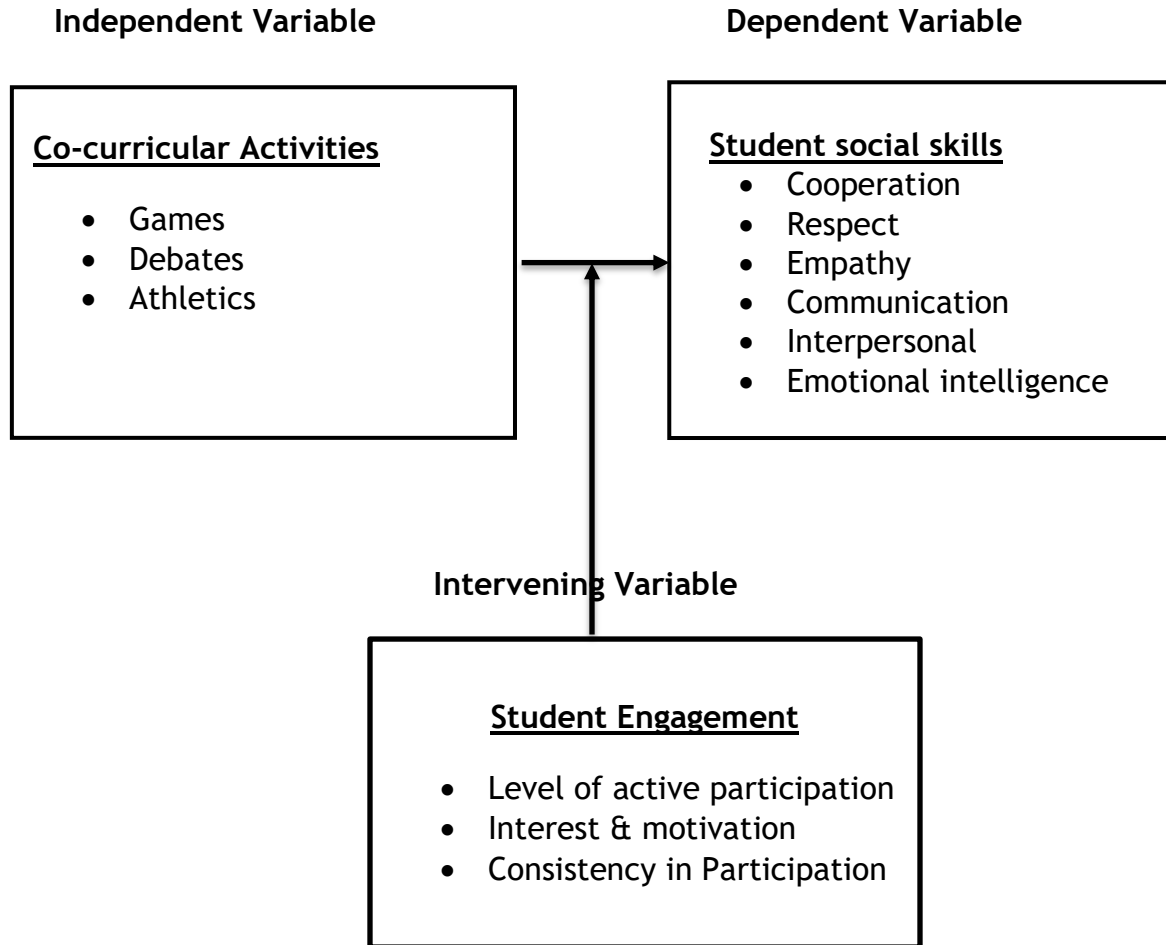 Independent Variable
Dependent Variable
Co-curricular Activities
• Games
• Debates
• Athletics
Student social skills
• Cooperation
• Respect
• Empathy
• Communication
• Interpersonal
• Emotional intelligence
Intervening Variable
Student Engagement
• Level of active participation
• Interest & motivation
• Consistency in Participation